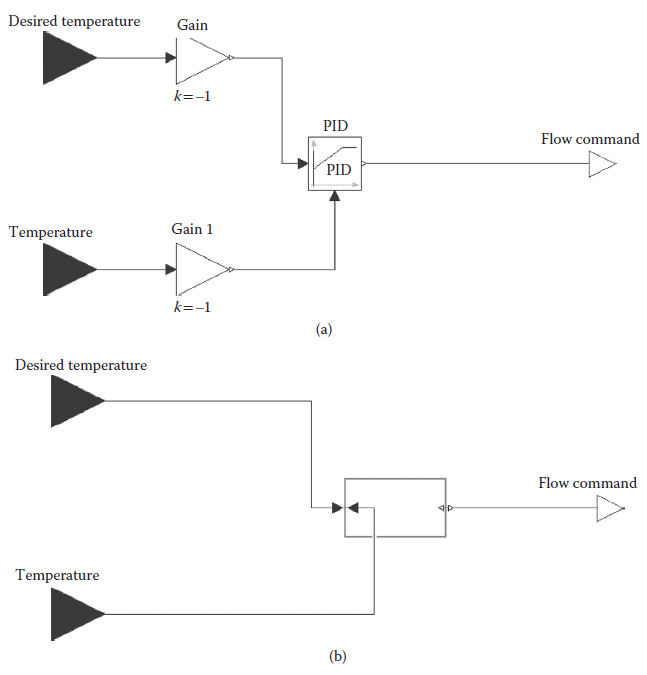 Desired temperature
Gain
k=–1
PID
PID
Flow command
Temperature
Gain 1
k=–1
(a)
Desired temperature
Flow command
Temperature
(b)